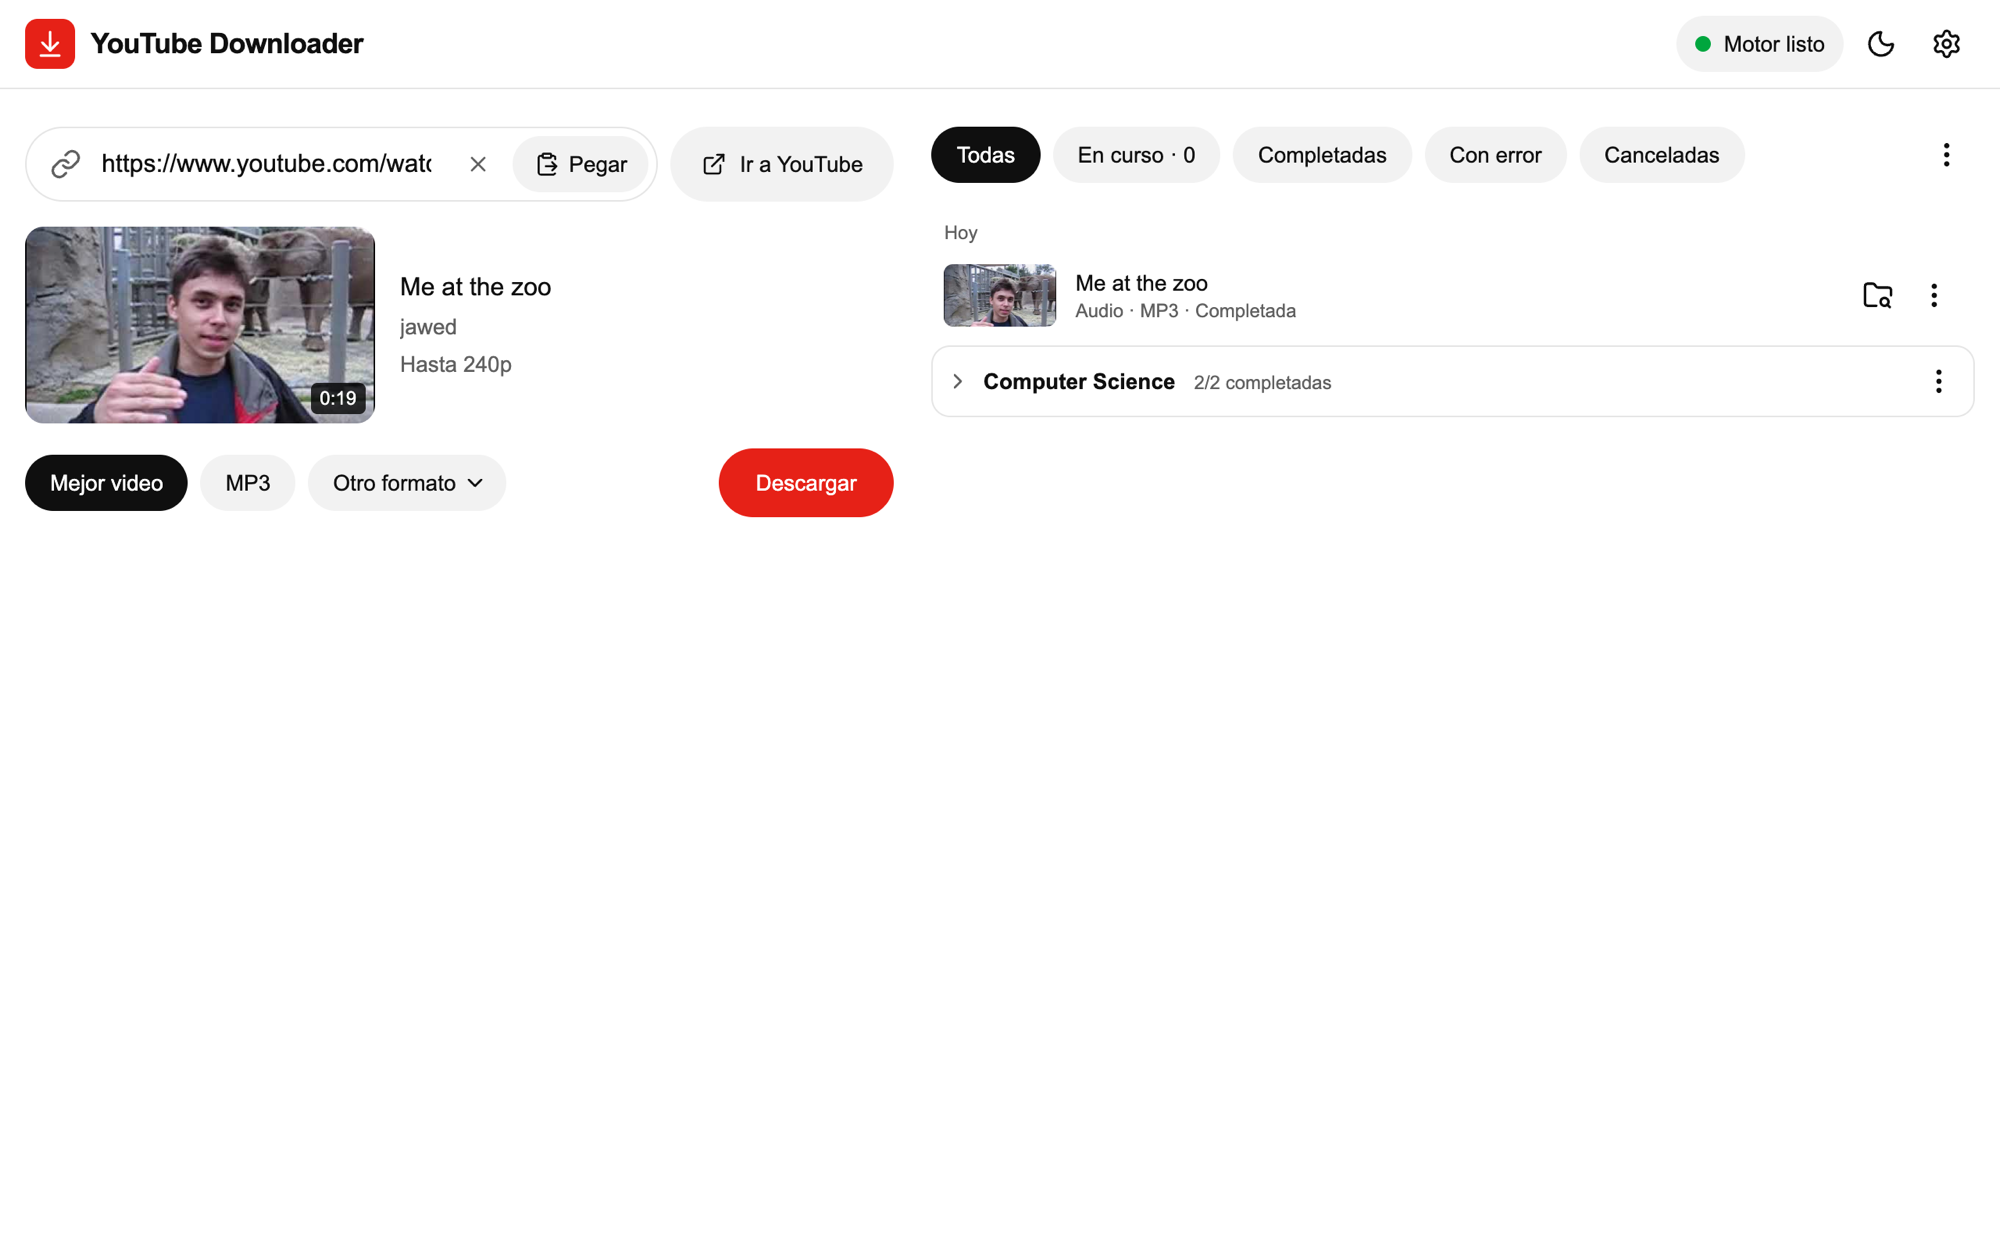 YouTube Downloader
Motor listo
https://www.youtube.com/watc
Pegar
Ir a YouTube
0:19
Me at the zoo
jawed
Hasta 240p
Mejor video
MP3
Otro formato
Descargar
Todas
En curso · 0
Completadas
Con error
Canceladas
Hoy
Me at the zoo
Audio · MP3 · Completada
Computer Science 2/2 completadas